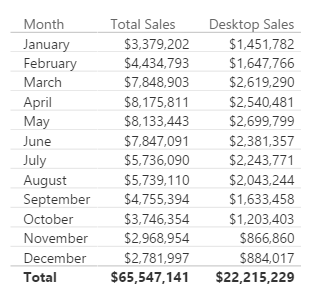 Month Total Sales Desktop Sales
January $3,379,202 $1,451,782
February $4,434,793 $1,647,766
March $7,848,903 $2,619,290
April $8,175,811 $2,540,481
May $8,133,443 $2,699,799
June $7,847,091 $2,381,357
July $5,736,090 $2,243,771
August $5,739,110 $2,043,244
September $4,755,394 $1,633,458
October $3,746,354 $1,203,403
November $2,968,954 $866,860
December $2,781,997 $884,017
Total $65,547,141 $22,215,229